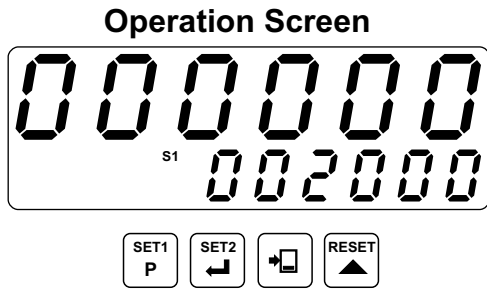 Operation Screen
000000
S1 002000
SET1 SET2 RESET
P